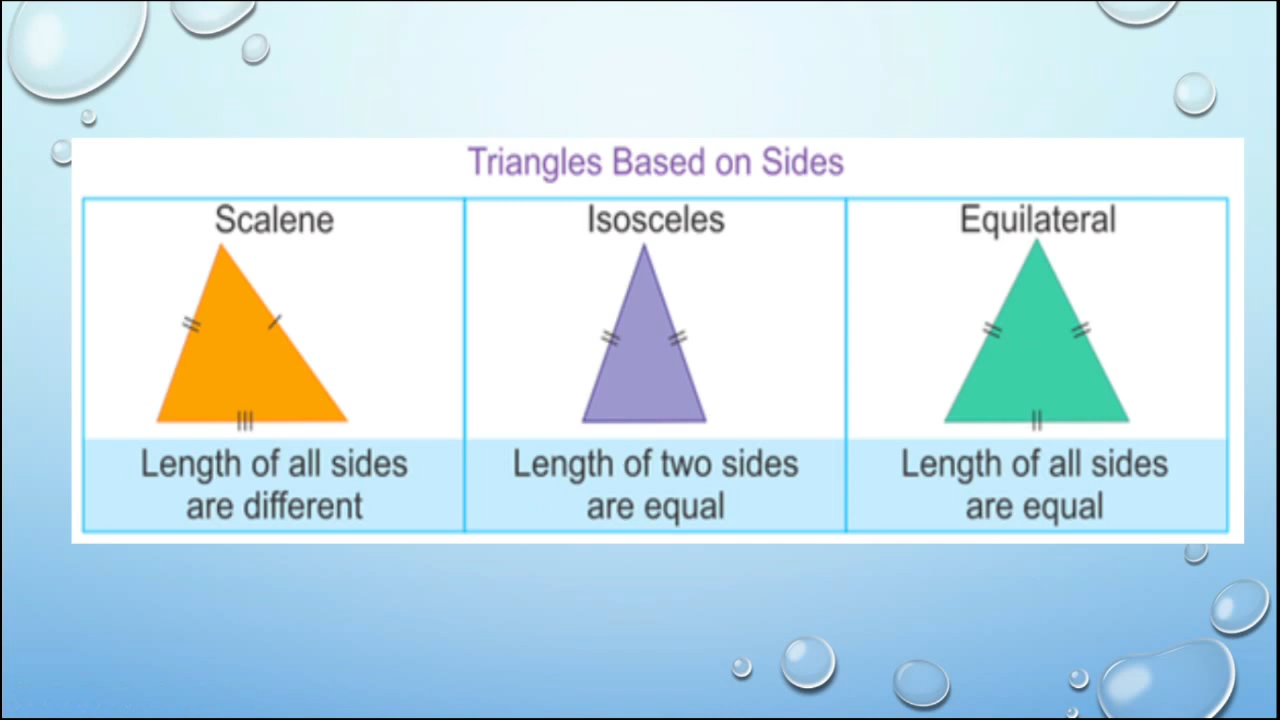 Triangles Based on Sides
Scalene
Isosceles
Equilateral
Length of all sides
are different
Length of two sides
are equal
Length of all sides
are equal